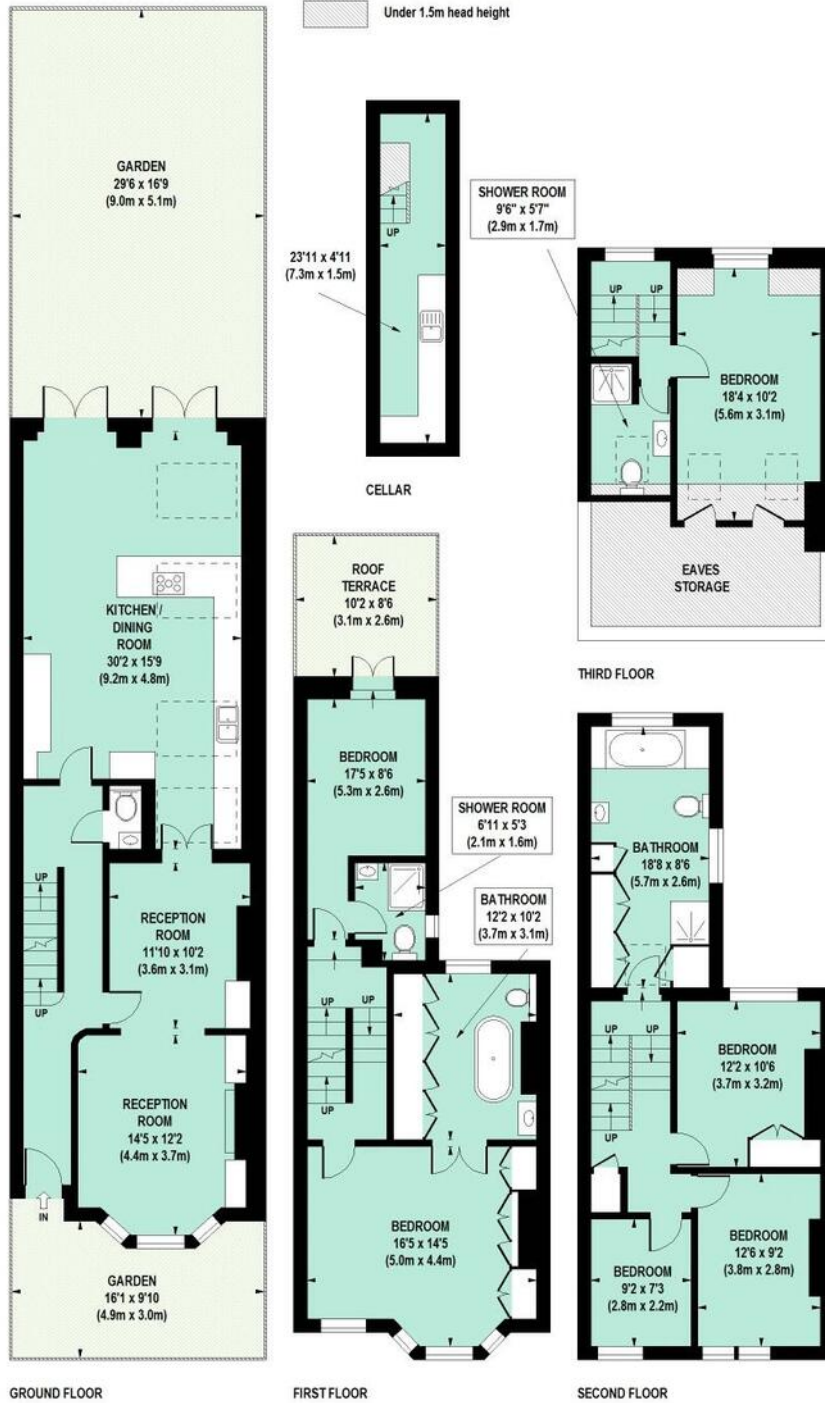 Under 1.5m head height
GARDEN
29'6 x 16'9
(9.0m x 5.1m)
KITCHEN /
DINING
ROOM
30'2 x 15'9
(9.2m x 4.8m)
UP
UP
RECEPTION
ROOM
11'10 x 10'2
(3.6m x 3.1m)
RECEPTION
ROOM
14'5 x 12'2
(4.4m x 3.7m)
IN
GARDEN
16'1 x 9'10
(4.9m x 3.0m)
GROUND FLOOR
UP
23'11 x 4'11
(7.3m x 1.5m)
CELLAR
ROOF
TERRACE
10'2 x 8'6
(3.1m x 2.6m)
BEDROOM
17'5 x 8'6
(5.3m x 2.6m)
SHOWER ROOM
6'11 x 5'3
(2.1m x 1.6m)
BATHROOM
12'2 x 10'2
(3.7m x 3.1m)
UP
UP
UP
BEDROOM
16'5 x 14'5
(5.0m x 4.4m)
FIRST FLOOR
SHOWER ROOM
9'6" x 5'7"
(2.9m x 1.7m)
UP
UP
BEDROOM
18'4 x 10'2
(5.6m x 3.1m)
EAVES
STORAGE
THIRD FLOOR
BATHROOM
18'8 x 8'6
(5.7m x 2.6m)
UP
UP
UP
BEDROOM
12'2 x 10'6
(3.7m x 3.2m)
BEDROOM
12'6 x 9'2
(3.8m x 2.8m)
BEDROOM
9'2 x 7'3
(2.8m x 2.2m)
SECOND FLOOR